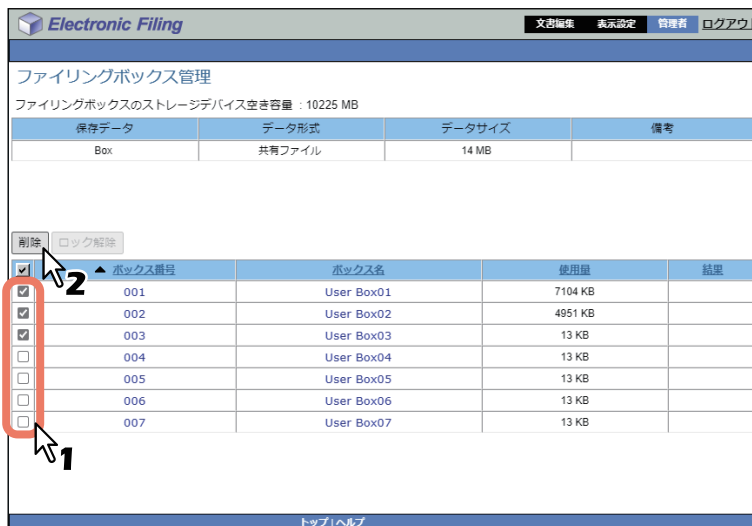 Electronic Filing 文書編集 表示設定 管理者 ログアウ
ファイリングボックス管理
ファイリングボックスのストレージデバイス空き容量 : 10225 MB
保存データ データ形式 データサイズ 備考
Box 共有ファイル 14 MB
削除 ロック解除
2
▲ ボックス番号 ボックス名 使用量 結果
001 User Box01 7104 KB
002 User Box02 4951 KB
003 User Box03 13 KB
004 User Box04 13 KB
005 User Box05 13 KB
006 User Box06 13 KB
007 User Box07 13 KB
1
トップ | ヘルプ